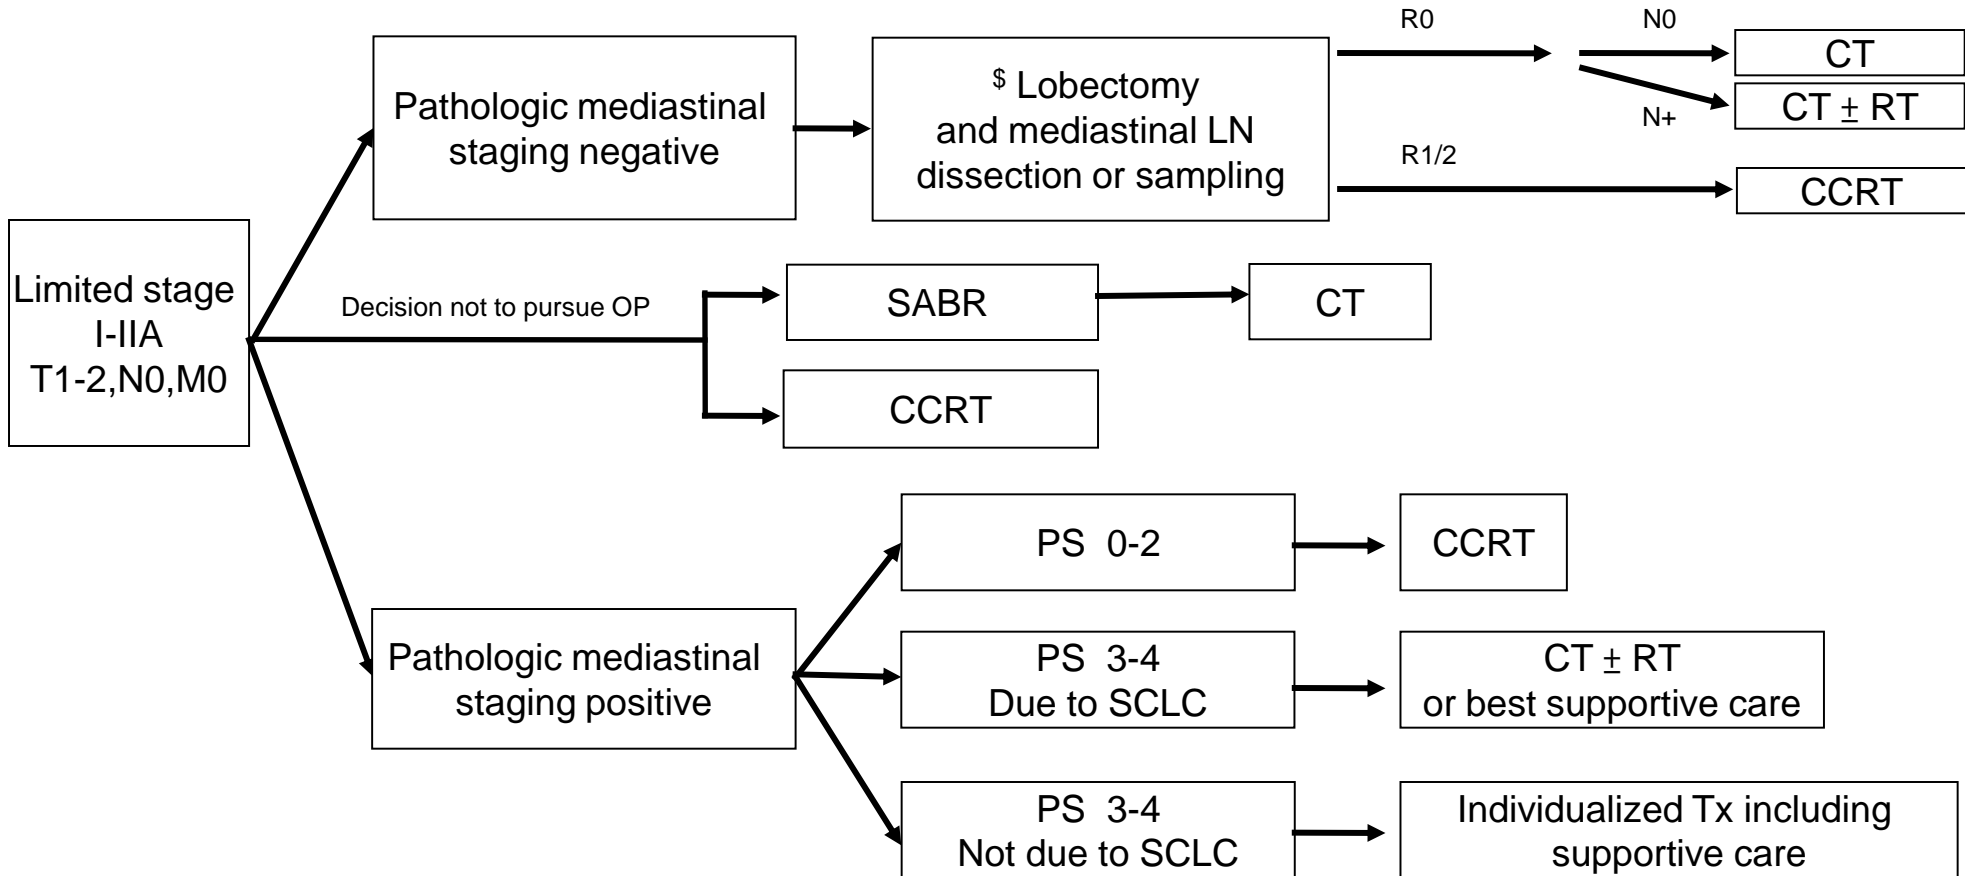 R0
N0
CT
Pathologic mediastinal
staging negative
$ Lobectomy
and mediastinal LN
dissection or sampling
N+
CT ± RT
R1/2
CCRT
Limited stage
I-IIA
T1-2,N0,M0
Decision not to pursue OP
SABR
CT
CCRT
PS 0-2
CCRT
Pathologic mediastinal
staging positive
PS 3-4
Due to SCLC
CT ± RT
or best supportive care
PS 3-4
Not due to SCLC
Individualized Tx including
supportive care